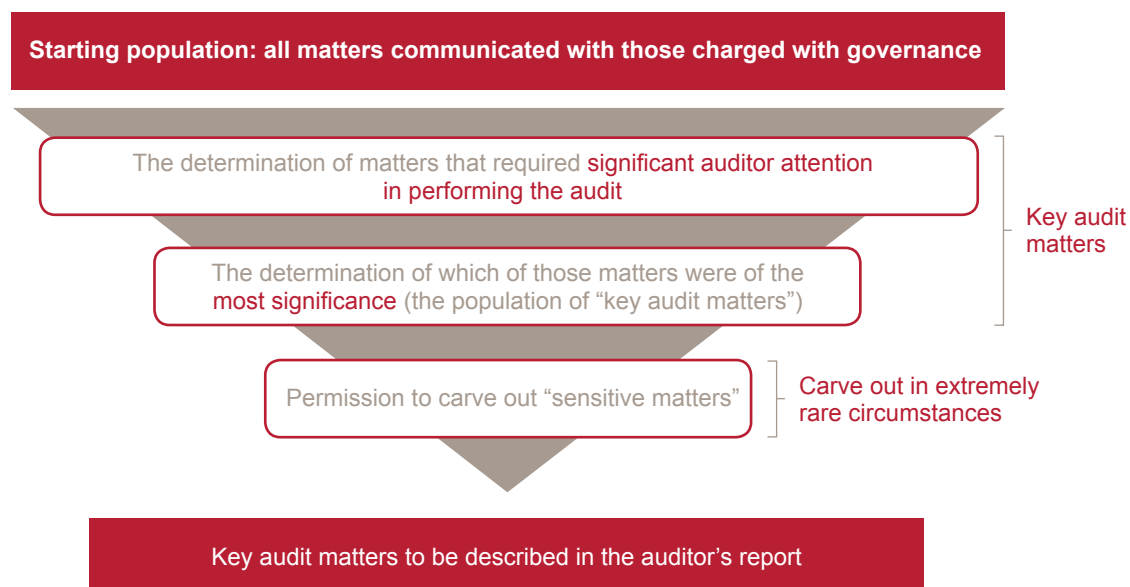 Starting population: all matters communicated with those charged with governance
The determination of matters that required significant auditor attention
in performing the audit
Key audit
matters
The determination of which of those matters were of the
most significance (the population of “key audit matters”)
Permission to carve out “sensitive matters”
Carve out in extremely
rare circumstances
Key audit matters to be described in the auditor’s report